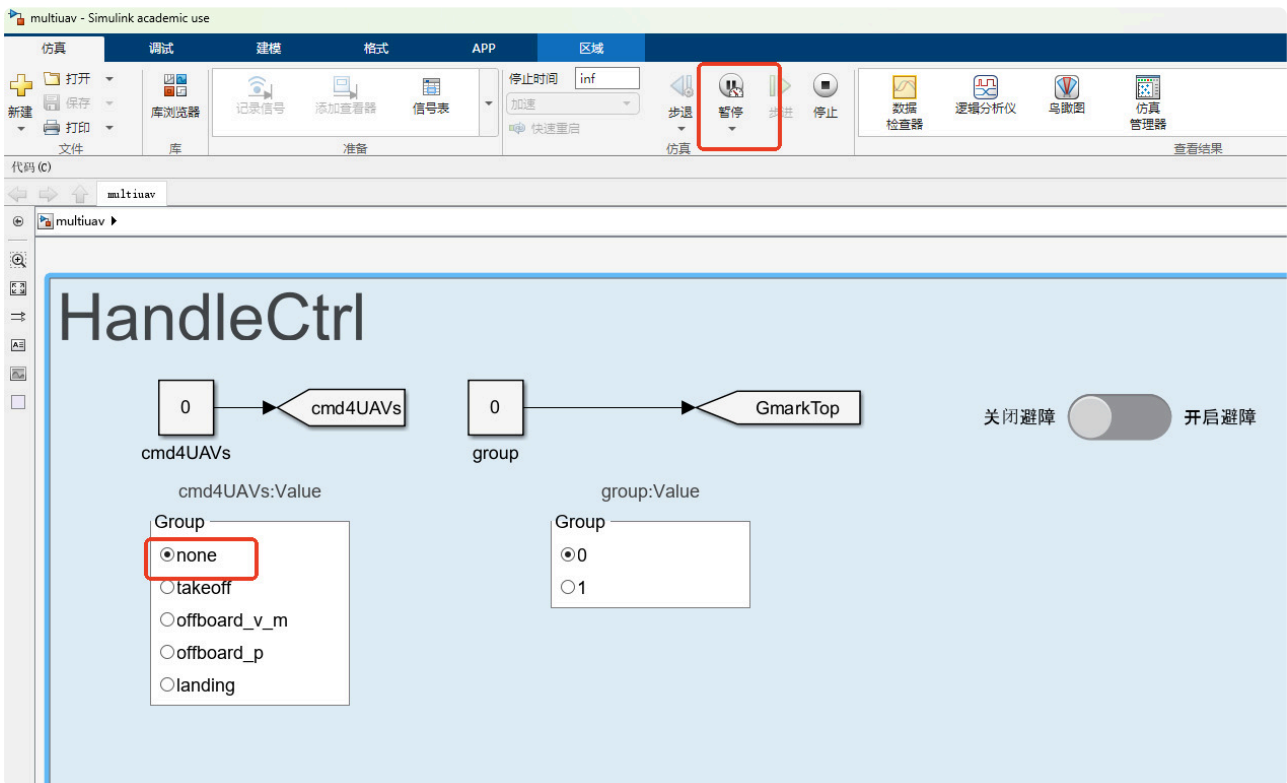 multiuav - Simulink academic use
仿真 调试 建模 格式 APP 区域
新建
打开
保存
打印
文件
库浏览器
库
记录信号
添加查看器
信号表
准备
停止时间 inf
加速
快速重启
步退
暂停
步进
停止
仿真
数据
检查器
逻辑分析仪
鸟瞰图
仿真
管理器
查看结果
代码(C)
multiuav
multiuav
HandleCtrl
0
cmd4UAVs
cmd4UAVs
0
GmarkTop
group
关闭避障
开启避障
cmd4UAVs:Value
Group
none
takeoff
offboard_v_m
offboard_p
landing
group:Value
Group
0
1